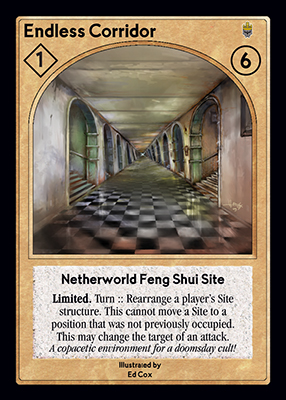 Endless Corridor
1
6
Netherworld Feng Shui Site
Limited. Turn :: Rearrange a player's Site
structure. This cannot move a Site to a
position that was not previously occupied.
This may change the target of an attack.
A copacetic environment for a doomsday cult!
Illustrated by
Ed Cox